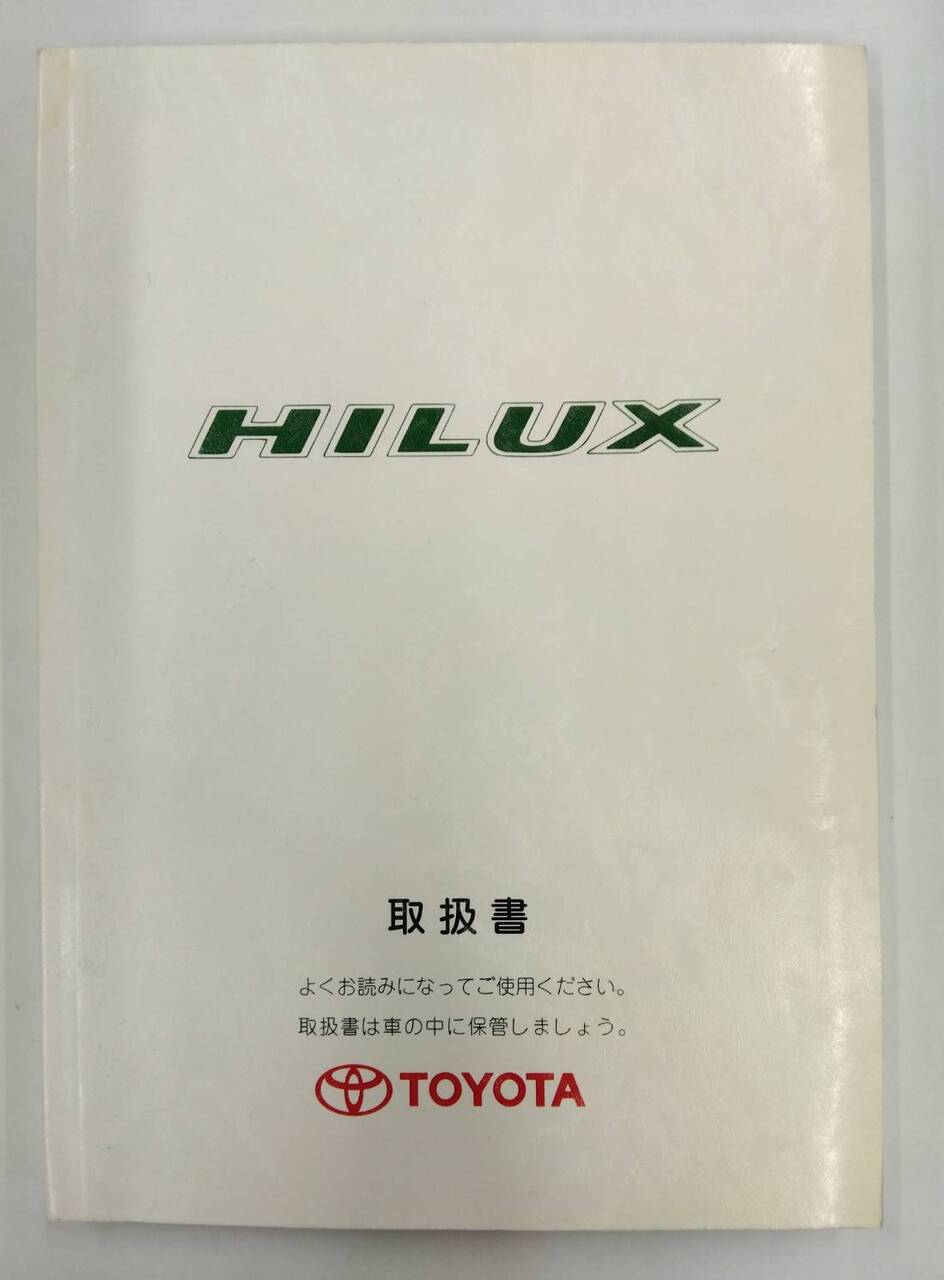 HILUX
取扱書
よくお読みになってご使用ください。
取扱書は車の中に保管しましょう。
TOYOTA